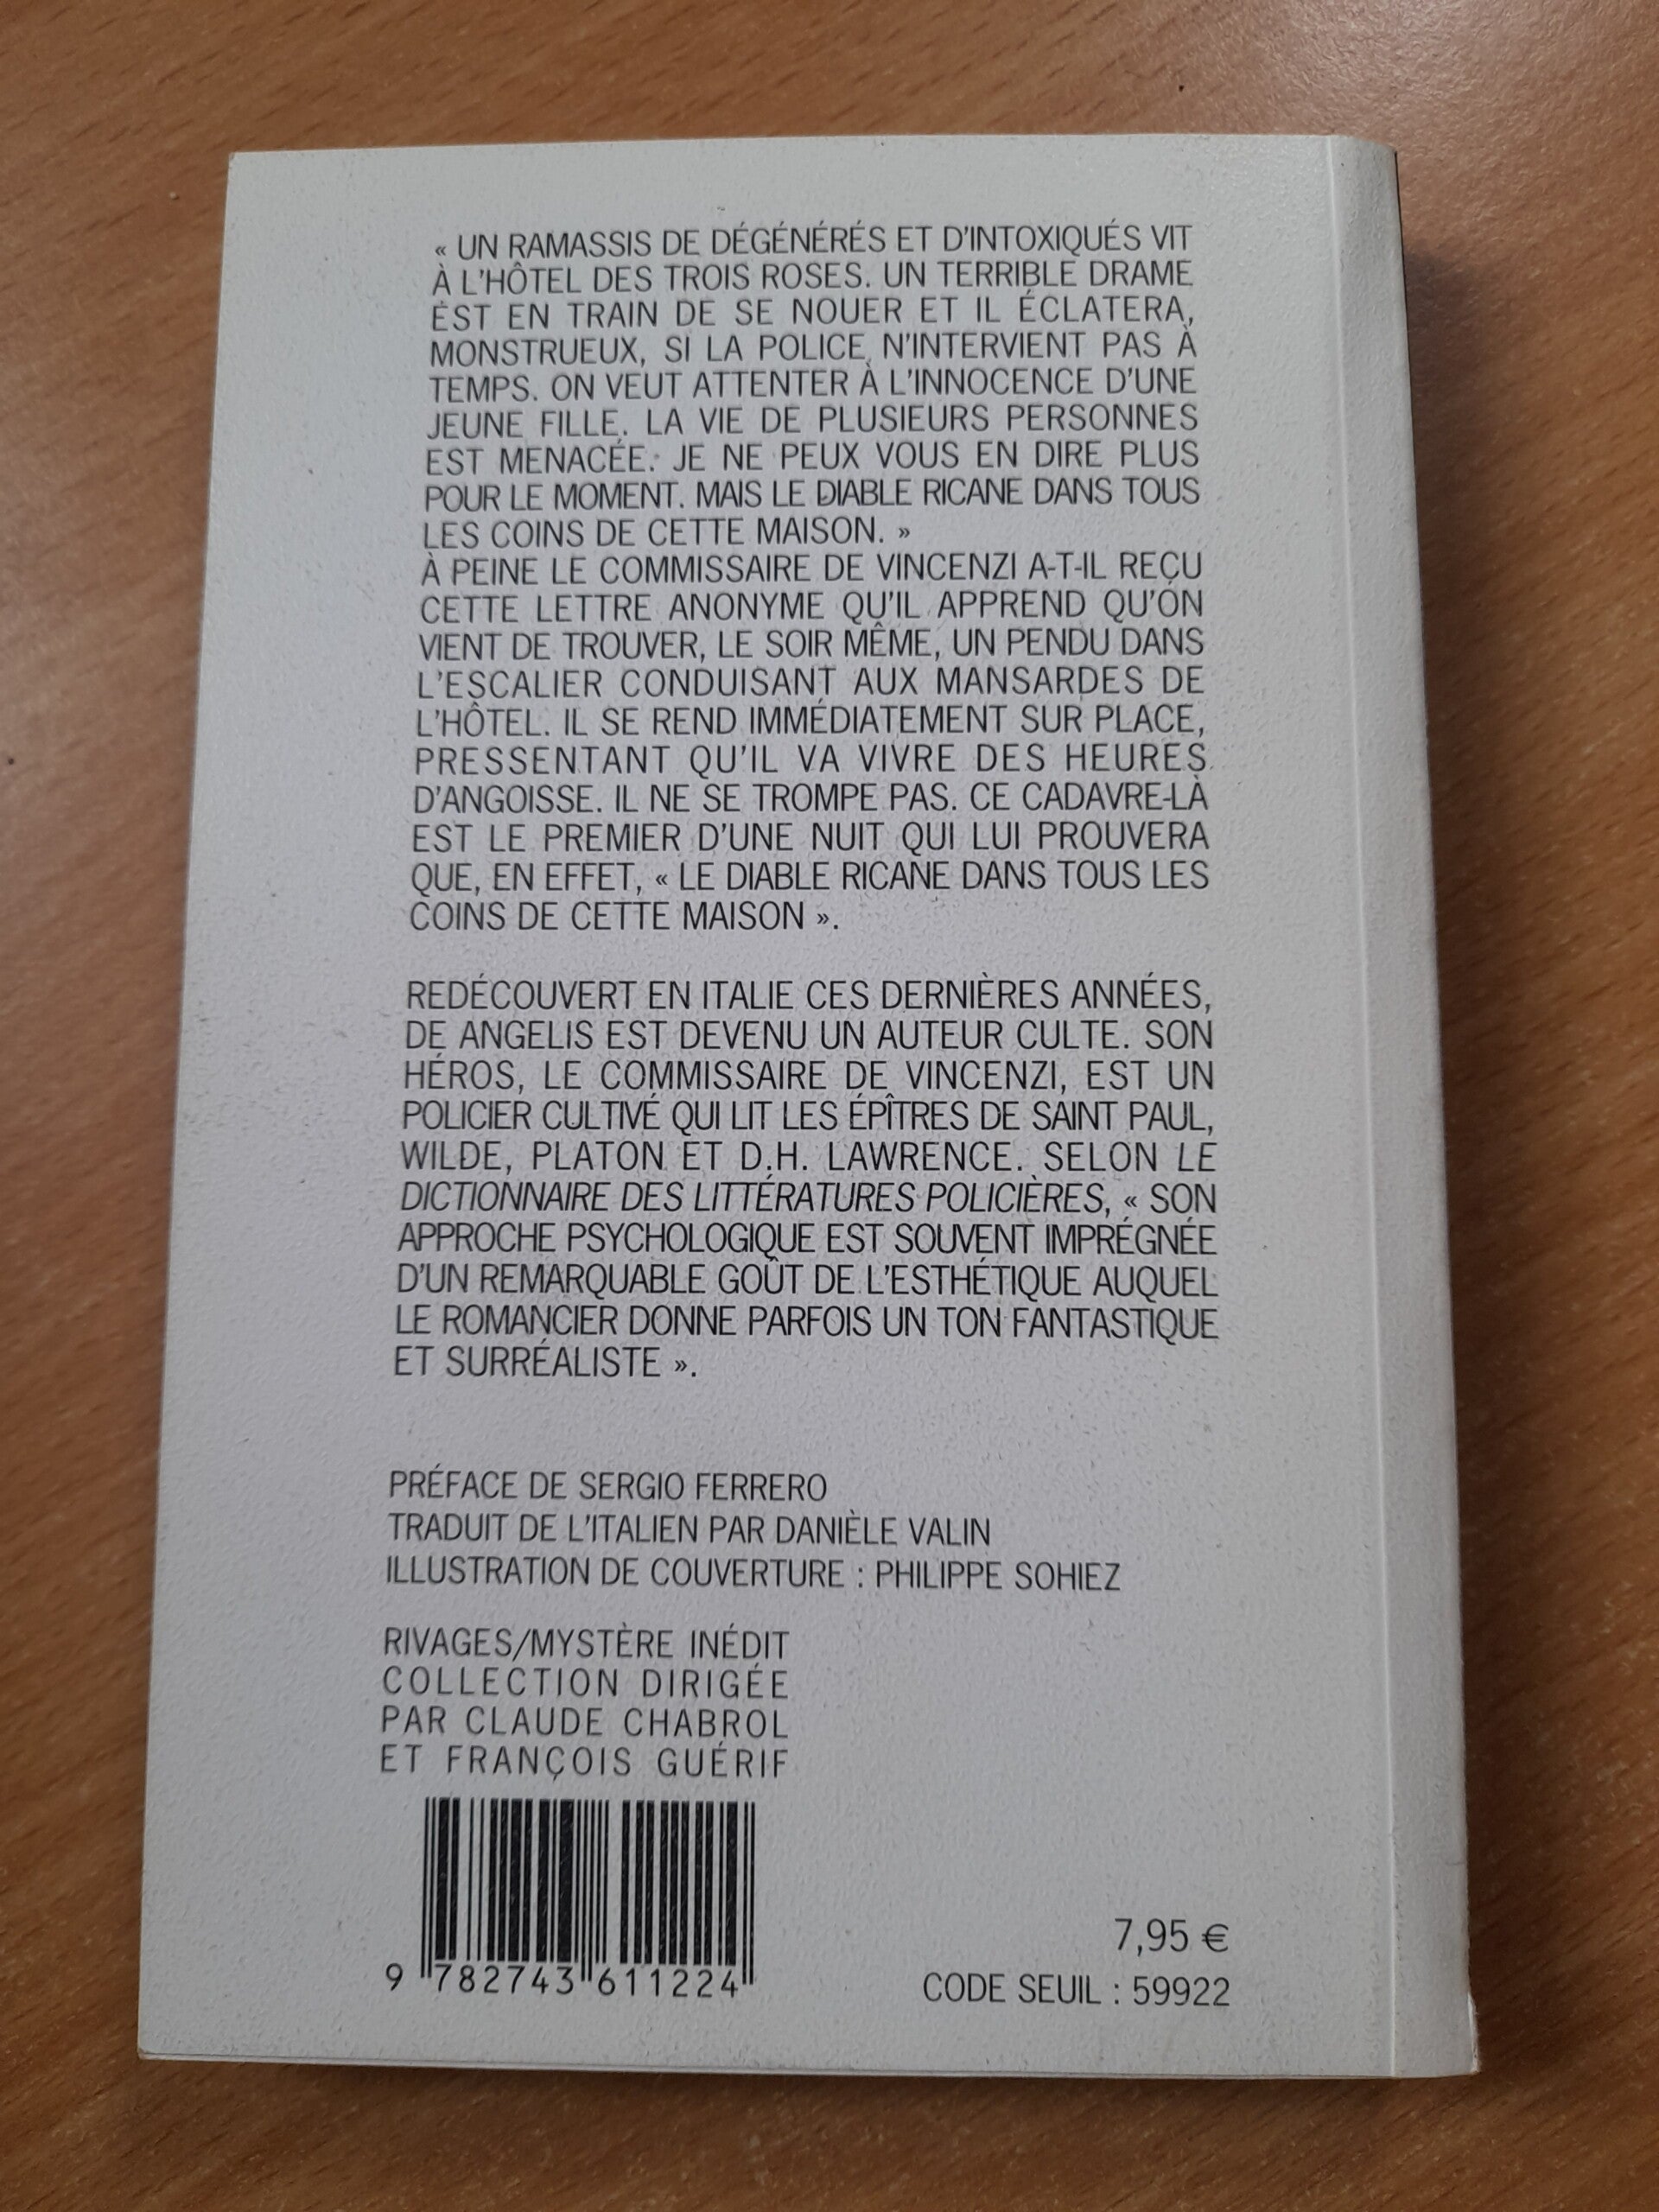 « UN RAMASSIS DE DÉGÉNÉRÉS ET D'INTOXIQUÉS VIT
À L'HÔTEL DES TROIS ROSES. UN TERRIBLE DRAME
EST EN TRAIN DE SE NOUER ET IL ÉCLATERA,
MONSTRUEUX, SI LA POLICE N'INTERVIENT PAS À
TEMPS. ON VEUT ATTENTER À L'INNOCENCE D'UNE
JEUNE FILLE. LA VIE DE PLUSIEURS PERSONNES
EST MENACÉE. JE NE PEUX VOUS EN DIRE PLUS
POUR LE MOMENT. MAIS LE DIABLE RICANE DANS TOUS
LES COINS DE CETTE MAISON. »
À PEINE LE COMMISSAIRE DE VINCENZI A-T-IL REÇU
CETTE LETTRE ANONYME QU'IL APPREND QU'ON
VIENT DE TROUVER, LE SOIR MÊME, UN PENDU DANS
L'ESCALIER CONDUISANT AUX MANSARDES DE
L'HÔTEL. IL SE REND IMMÉDIATEMENT SUR PLACE,
PRESSENTANT QU'IL VA VIVRE DES HEURES
D'ANGOISSE. IL NE SE TROMPE PAS. CE CADAVRE-LÀ
EST LE PREMIER D'UNE NUIT QUI LUI PROUVERA
QUE, EN EFFET, « LE DIABLE RICANE DANS TOUS LES
COINS DE CETTE MAISON ».
REDÉCOUVERT EN ITALIE CES DERNIÈRES ANNÉES,
DE ANGELIS EST DEVENU UN AUTEUR CULTE. SON
HÉROS, LE COMMISSAIRE DE VINCENZI, EST UN
POLICIER CULTIVÉ QUI LIT LES ÉPÎTRES DE SAINT PAUL,
WILDE, PLATON ET D.H. LAWRENCE. SELON LE
DICTIONNAIRE DES LITTÉRATURES POLICIÈRES, « SON
APPROCHE PSYCHOLOGIQUE EST SOUVENT IMPRÉGNÉE
D'UN REMARQUABLE GOÛT DE L'ESTHÉTIQUE AUQUEL
LE ROMANCIER DONNE PARFOIS UN TON FANTASTIQUE
ET SURRÉALISTE ».
PRÉFACE DE SERGIO FERRERO
TRADUIT DE L'ITALIEN PAR DANIÈLE VALIN
ILLUSTRATION DE COUVERTURE : PHILIPPE SOHIEZ
RIVAGES/MYSTÈRE INÉDIT
COLLECTION DIRIGÉE
PAR CLAUDE CHABROL
ET FRANÇOIS GUÉRIF
9 782743 611224
7,95 €
CODE SEUIL : 59922